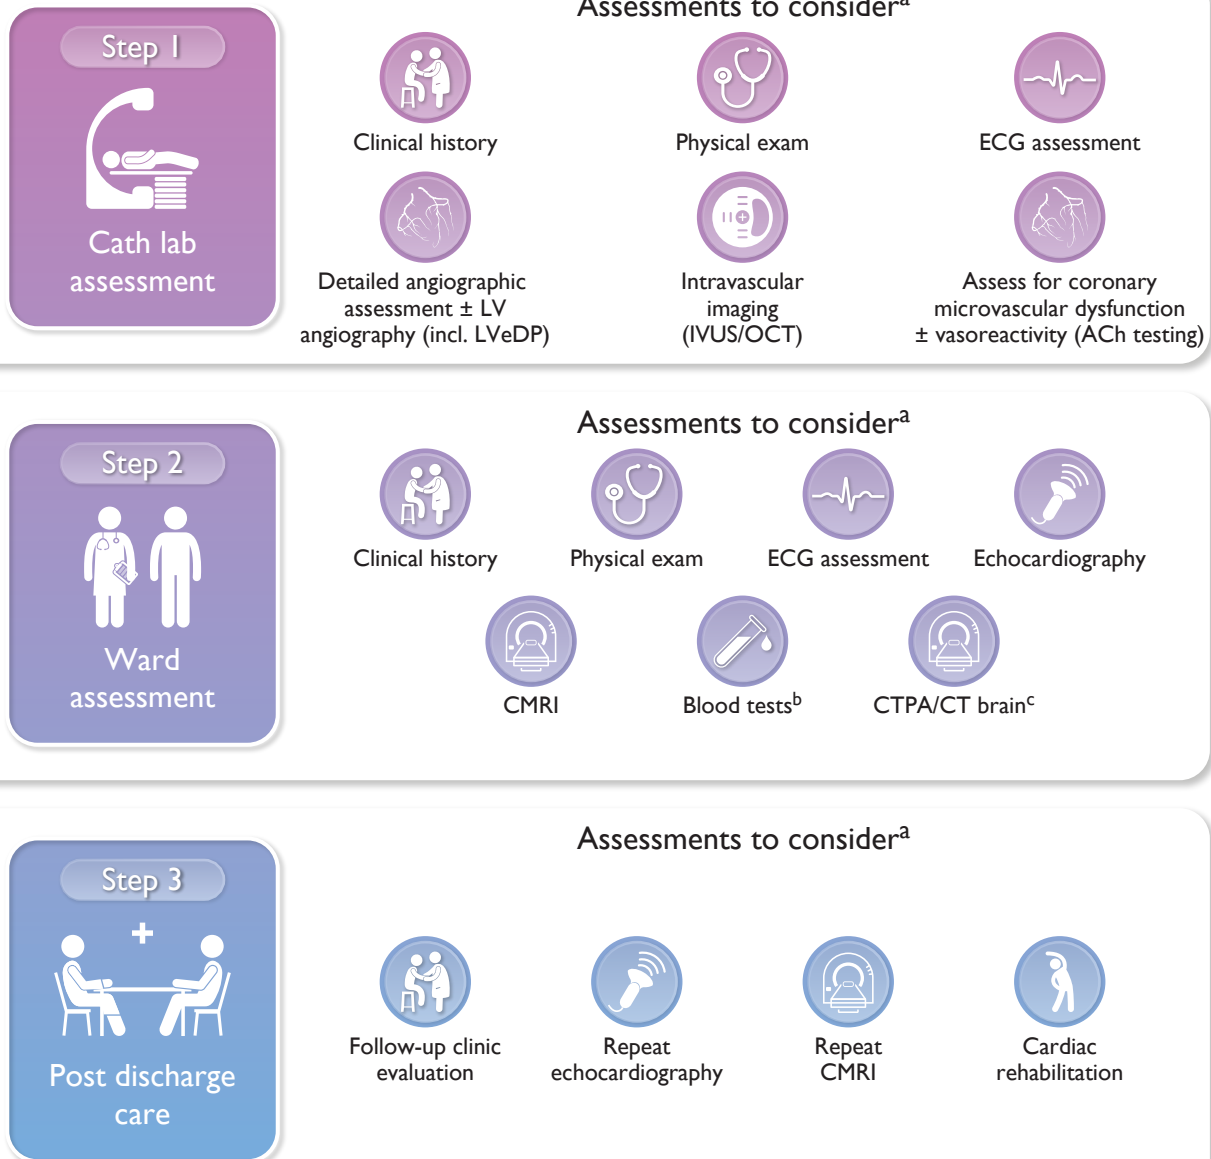 Assessments to considerᵃ
Step 1
Cath lab
assessment
Clinical history
Physical exam
ECG assessment
Detailed angiographic
assessment ± LV
angiography (incl. LVeDP)
Intravascular
imaging
(IVUS/OCT)
Assess for coronary
microvascular dysfunction
± vasoreactivity (ACh testing)
Assessments to considerᵃ
Step 2
Ward
assessment
Clinical history
Physical exam
ECG assessment
Echocardiography
CMRI
Blood testsᵇ
CTPA/CT brainᶜ
Assessments to considerᵃ
Step 3
Post discharge
care
Follow-up clinic
evaluation
Repeat
echocardiography
Repeat
CMRI
Cardiac
rehabilitation